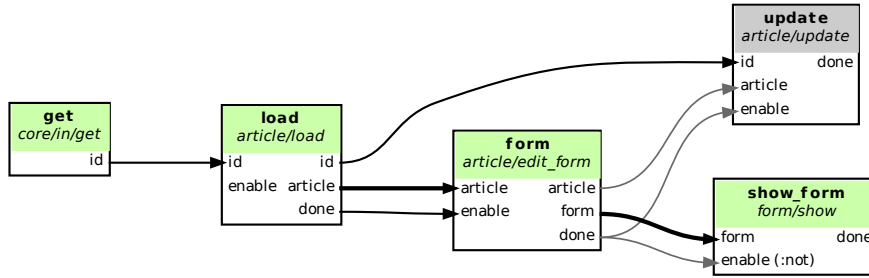 get
core/in/get
id
load
article/load
id id
enable article
done
form
article/edit_form
article article
enable form
done
update
article/update
id done
article
enable
show_form
form/show
form done
enable (:not)